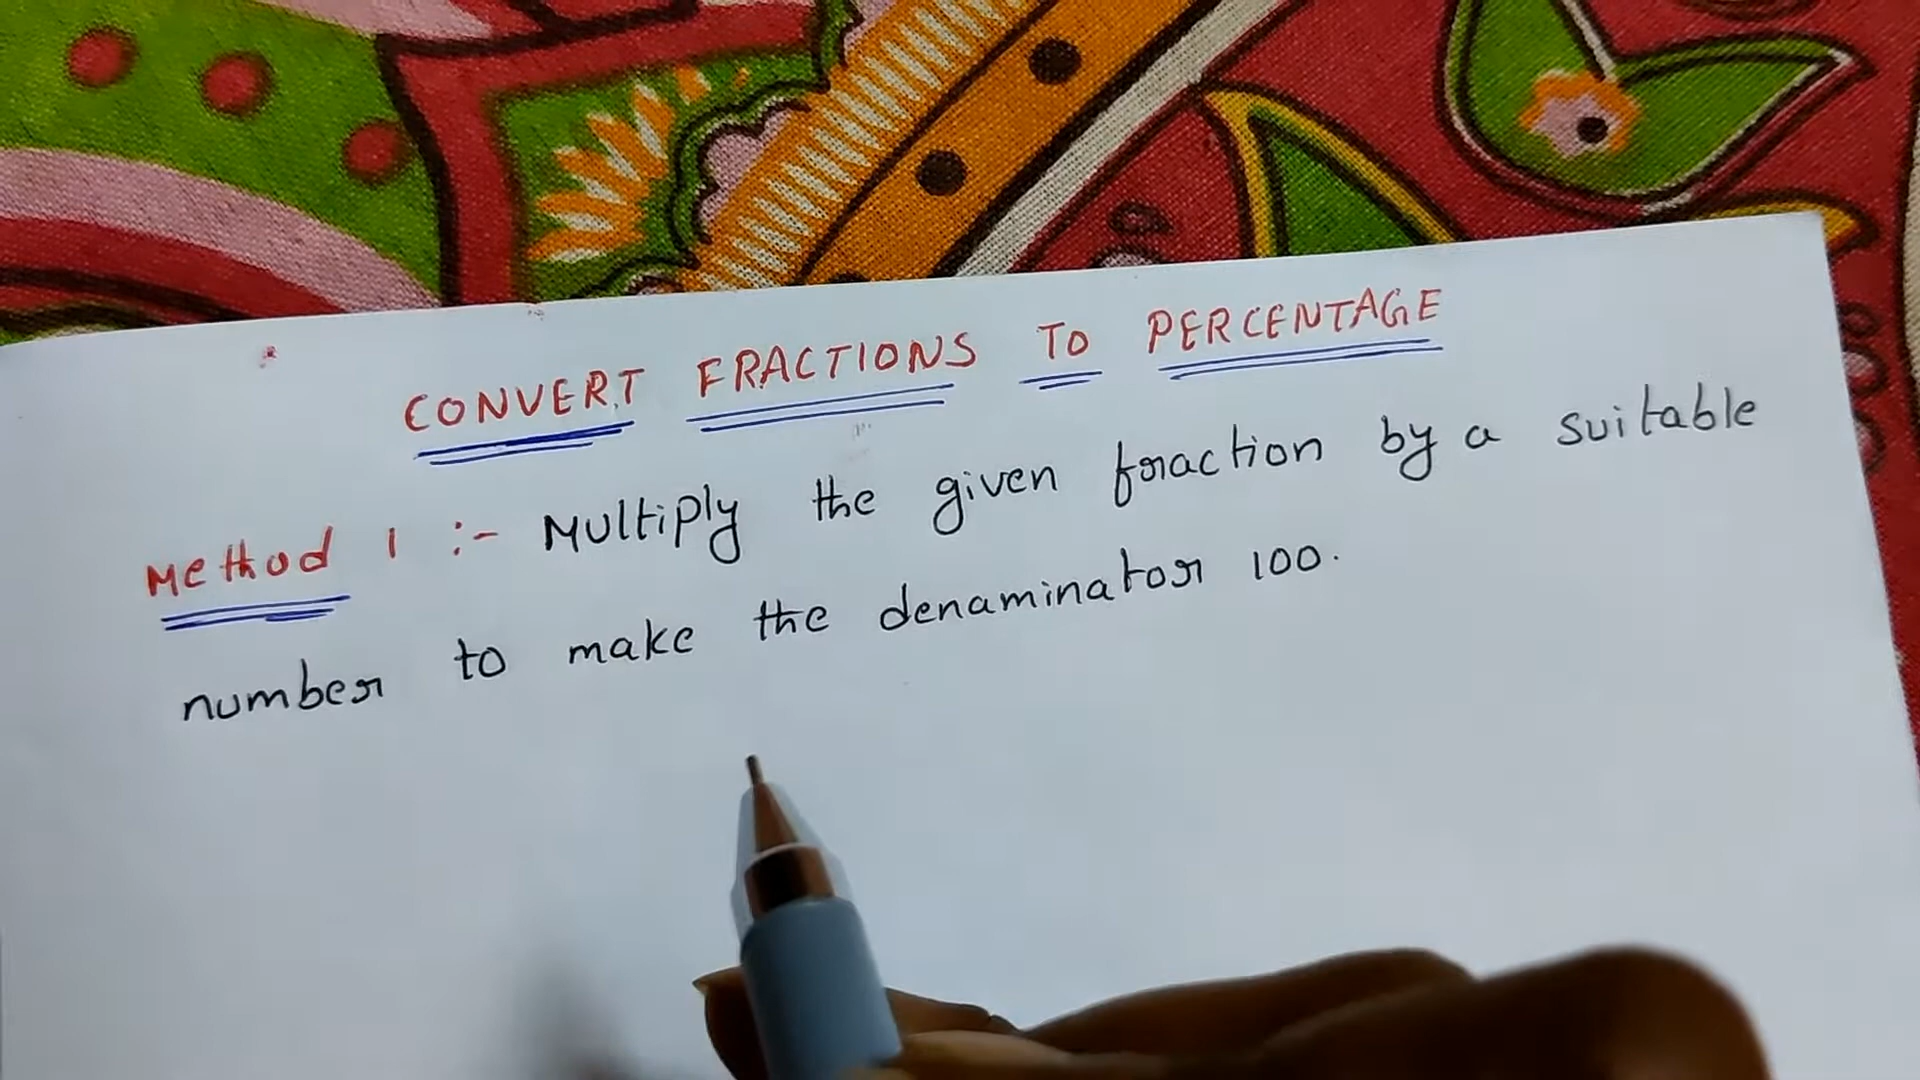 CONVERT FRACTIONS TO PERCENTAGE
Method 1 :- Multiply the given fraction by a suitable
number to make the denaminator 100.